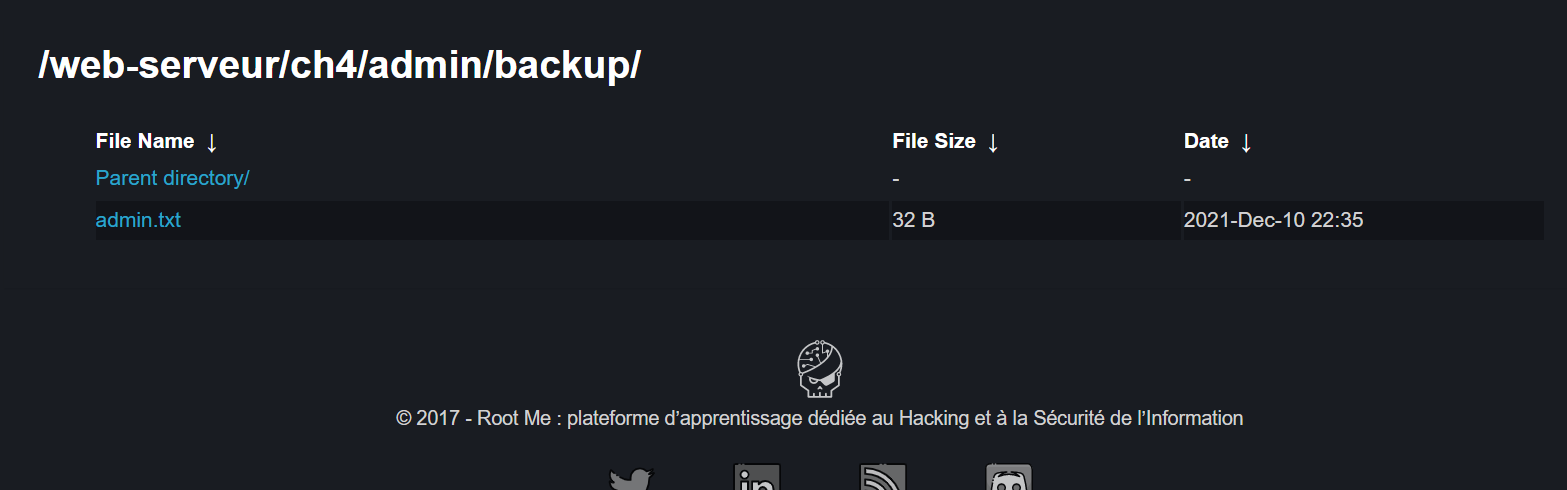 /web-serveur/ch4/admin/backup/
File Name ↓ File Size ↓ Date ↓
Parent directory/ - -
admin.txt 32 B 2021-Dec-10 22:35
© 2017 - Root Me : plateforme d’apprentissage dédiée au Hacking et à la Sécurité de l’Information
in